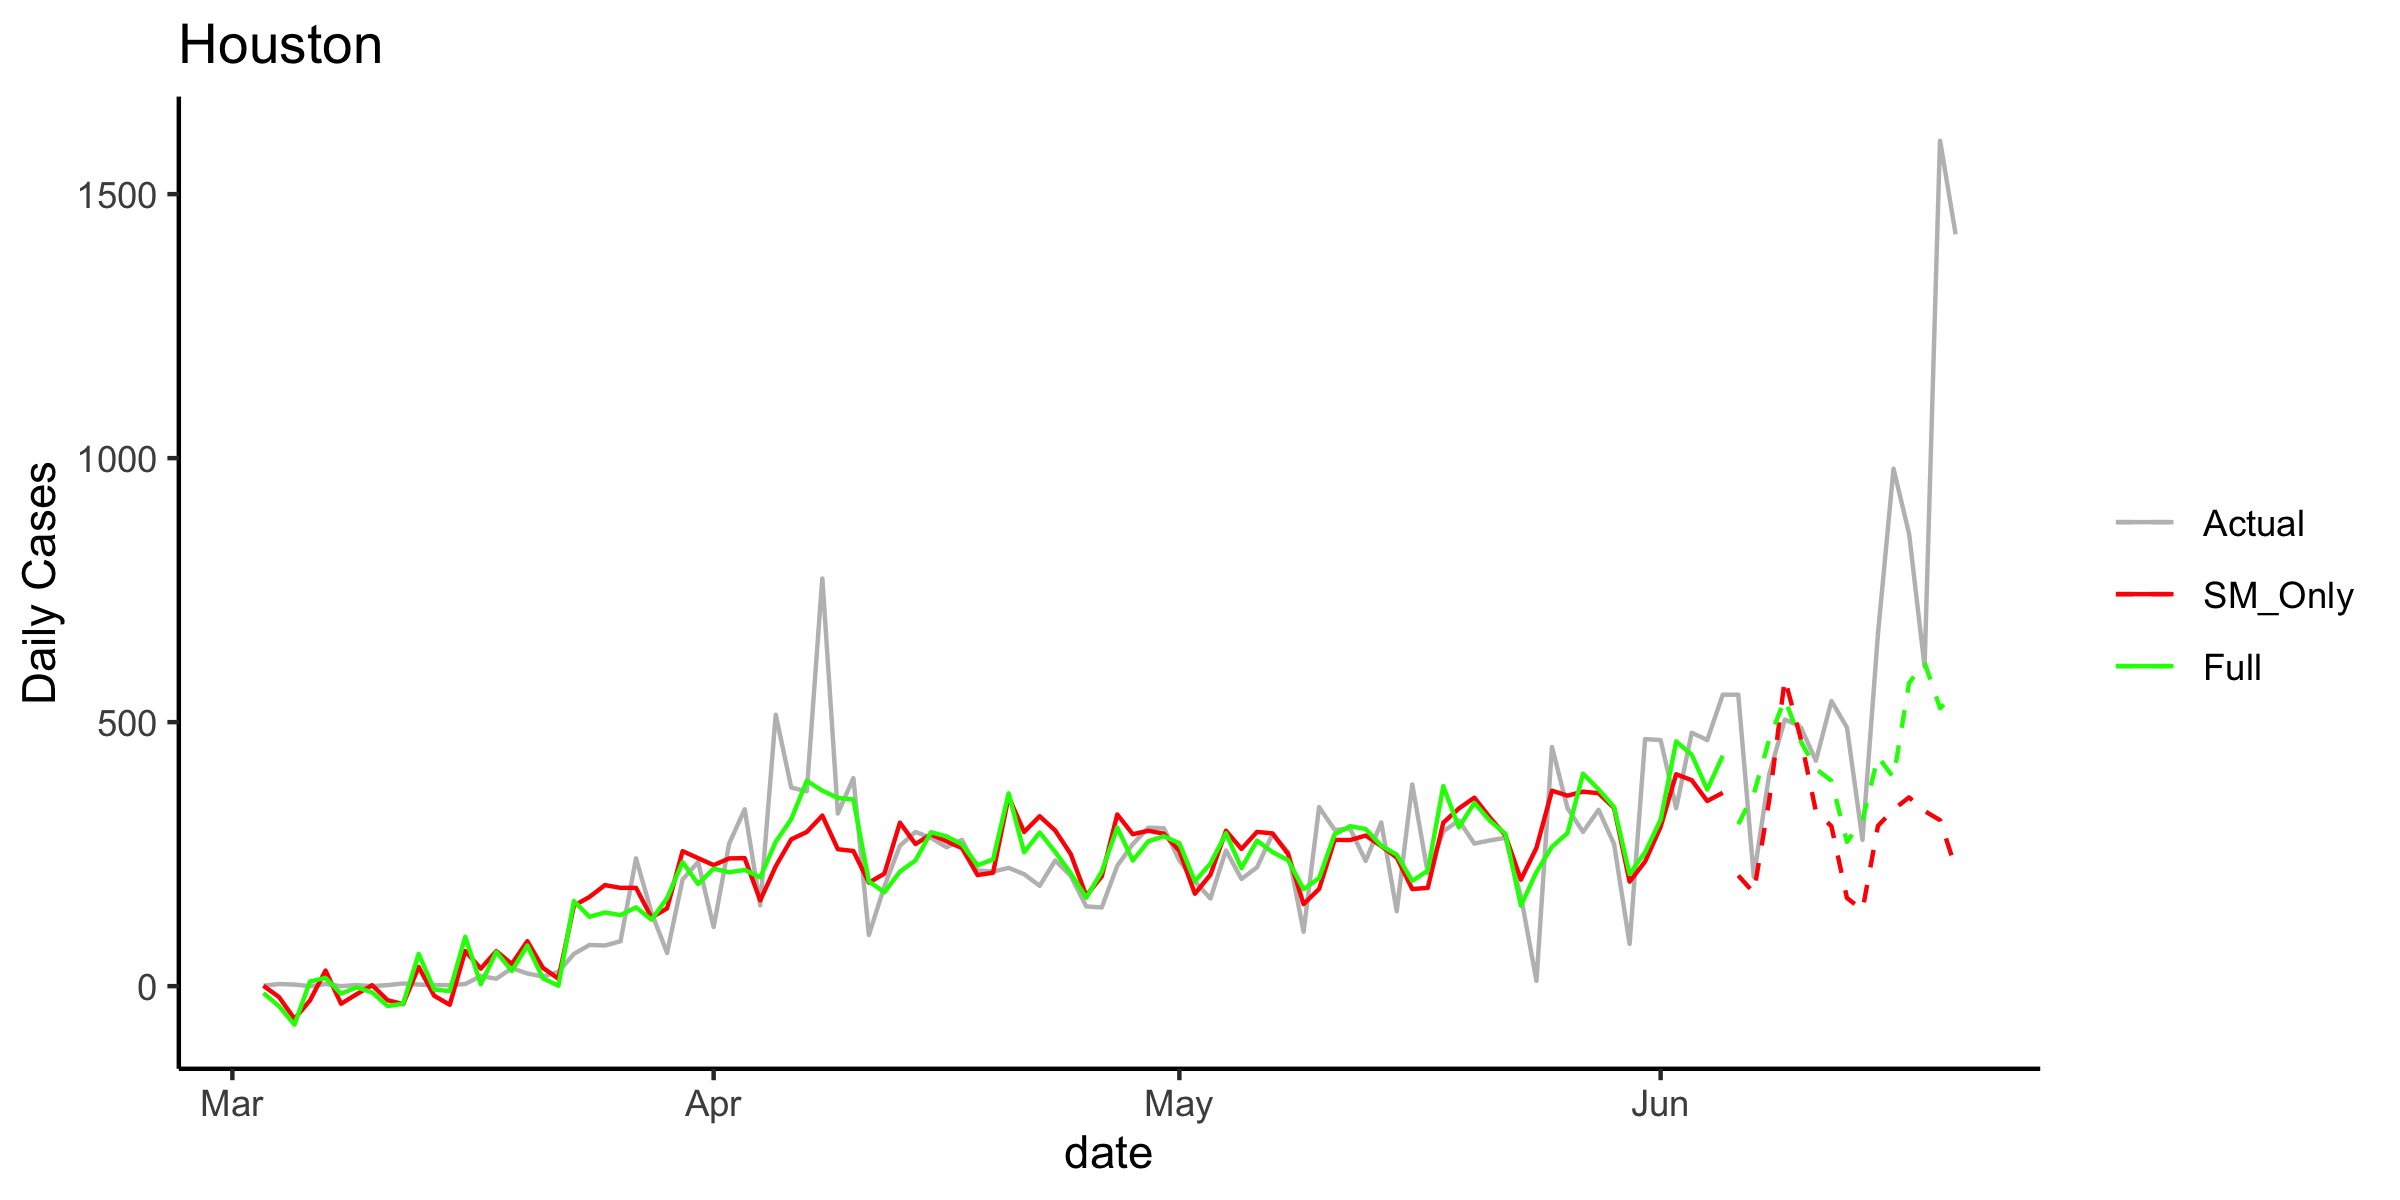 Houston
Daily Cases
1500
1000
500
0
Mar
Apr
May
Jun
date
Actual
SM_Only
Full